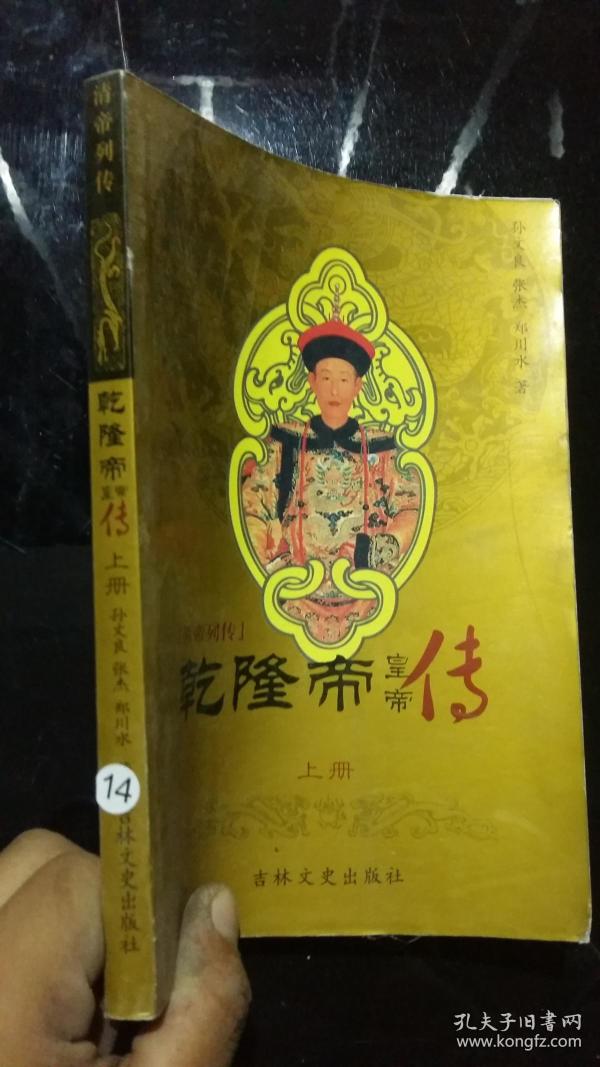 清帝列传
乾隆帝
皇帝
传
上册
孙文良 张杰 郑川水
14
吉林文史出版社
孙文良 张杰 郑川水 著
帝列传」
乾隆帝
皇帝
传
上册
吉林文史出版社
孔夫子旧书网
www.kongfz.com